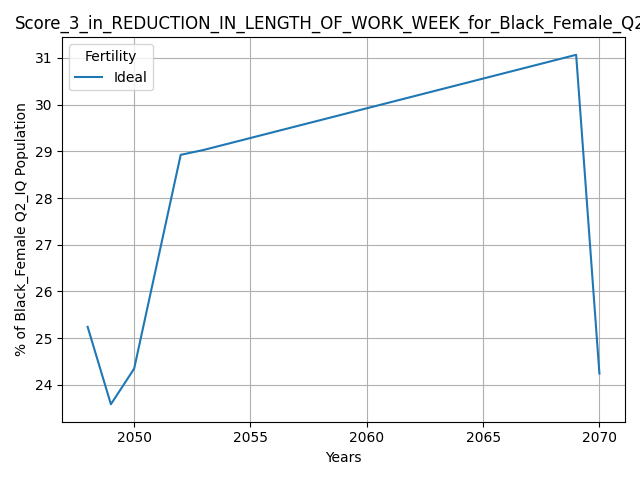 Score_3_in_REDUCTION_IN_LENGTH_OF_WORK_WEEK_for_Black_Female_Q2
Fertility
Ideal
31
30
29
28
27
26
25
24
% of Black_Female Q2_IQ Population
2050 2055 2060 2065 2070
Years